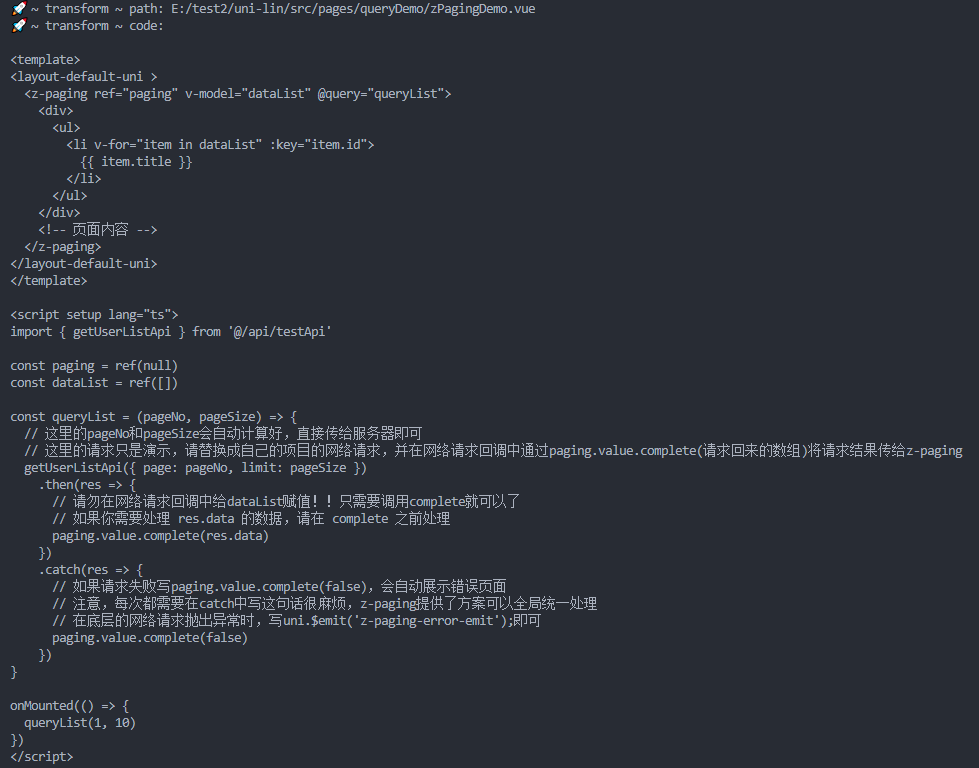 🚀 ~ transform ~ path: E:/test2/uni-lin/src/pages/queryDemo/zPagingDemo.vue
🚀 ~ transform ~ code:
<template>
<layout-default-uni >
  <z-paging ref="paging" v-model="dataList" @query="queryList">
    <div>
      <ul>
        <li v-for="item in dataList" :key="item.id">
          {{ item.title }}
        </li>
      </ul>
    </div>
    <!-- 页面内容 -->
  </z-paging>
</layout-default-uni>
</template>
<script setup lang="ts">
import { getUserListApi } from '@/api/testApi'
const paging = ref(null)
const dataList = ref([])
const queryList = (pageNo, pageSize) => {
  // 这里的pageNo和pageSize会自动计算好，直接传给服务器即可
  // 这里的请求只是演示，请替换成自己的项目的网络请求，并在网络请求回调中通过paging.value.complete(请求回来的数组)将请求结果传给z-paging
  getUserListApi({ page: pageNo, limit: pageSize })
    .then(res => {
      // 请勿在网络请求回调中给dataList赋值！！只需要调用complete就可以了
      // 如果你需要处理 res.data 的数据，请在 complete 之前处理
      paging.value.complete(res.data)
    })
    .catch(res => {
      // 如果请求失败写paging.value.complete(false)，会自动展示错误页面
      // 注意，每次都需要在catch中写这句话很麻烦，z-paging提供了方案可以全局统一处理
      // 在底层的网络请求抛出异常时，写uni.$emit('z-paging-error-emit');即可
      paging.value.complete(false)
    })
}
onMounted(() => {
  queryList(1, 10)
})
</script>